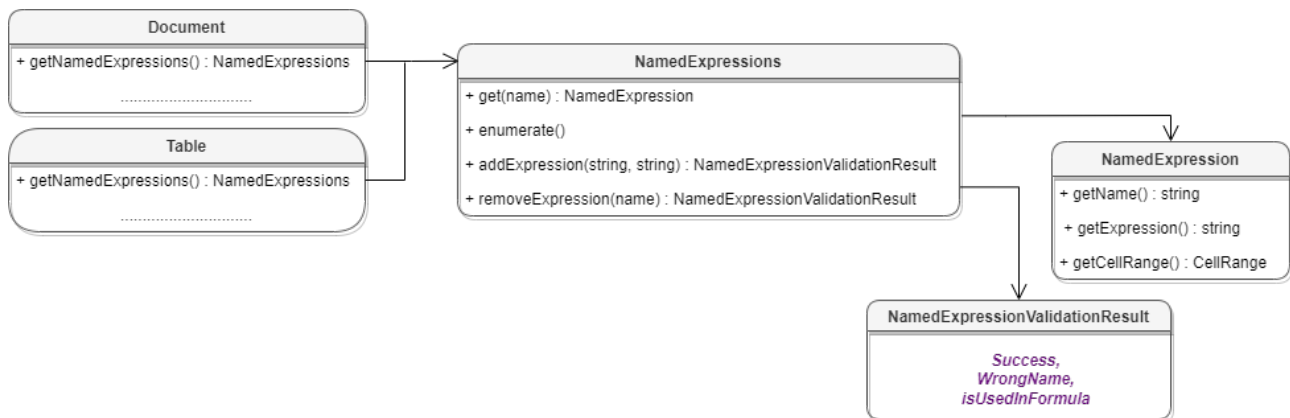 Document
+ getNamedExpressions() : NamedExpressions
..............................
Table
+ getNamedExpressions() : NamedExpressions
..............................
NamedExpressions
+ get(name) : NamedExpression
+ enumerate()
+ addExpression(string, string) : NamedExpressionValidationResult
+ removeExpression(name) : NamedExpressionValidationResult
NamedExpression
+ getName() : string
+ getExpression() : string
+ getCellRange() : CellRange
NamedExpressionValidationResult
Success,
WrongName,
isUsedInFormula